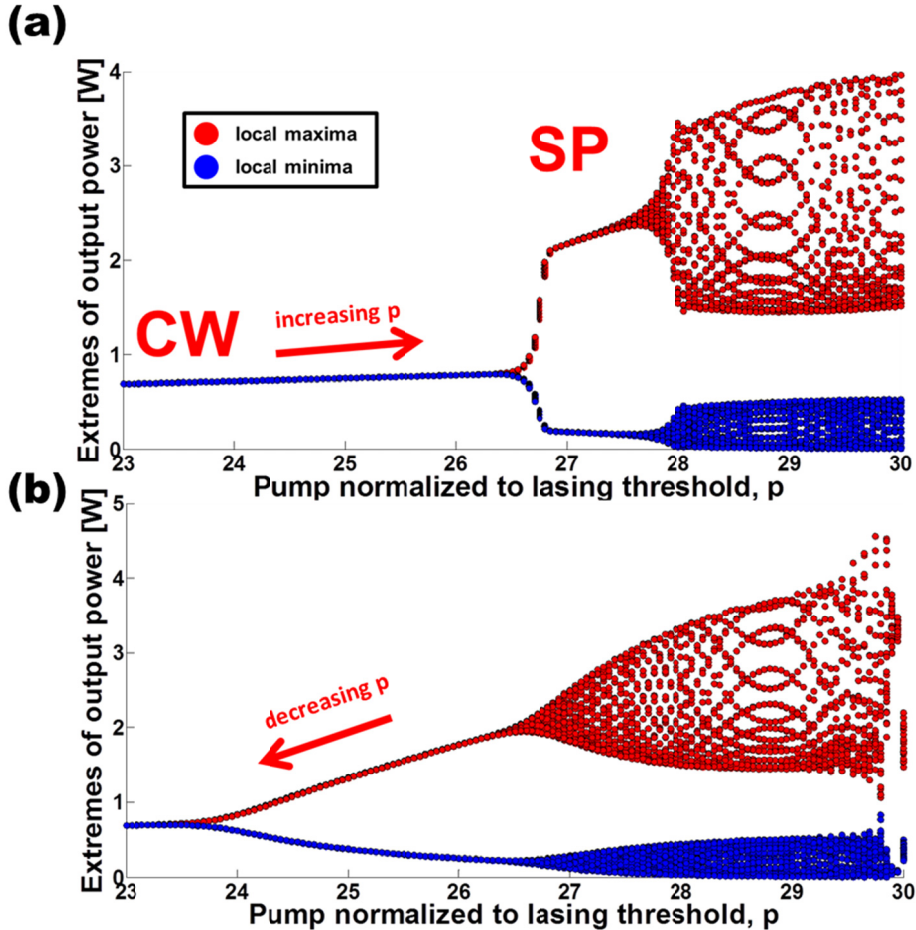 (a)
Extremes of output power [W]
4
3
2
1
0
local maxima
local minima
SP
CW
increasing p
23 24 25 26 27 28 29 30
Pump normalized to lasing threshold, p
(b)
Extremes of output power [W]
5
4
3
2
1
0
decreasing p
23 24 25 26 27 28 29 30
Pump normalized to lasing threshold, p